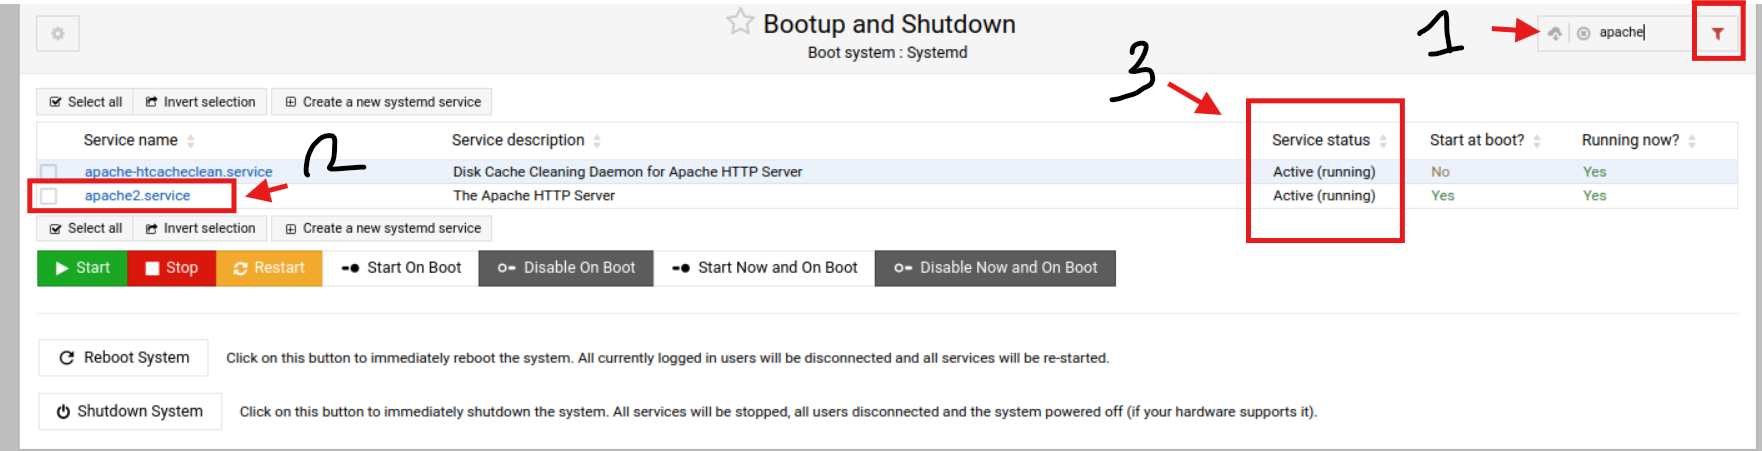 Bootup and Shutdown
Boot system : Systemd
1
apache
3
Select all Invert selection Create a new systemd service
Service name Service description Service status Start at boot? Running now?
apache-htcacheclean.service Disk Cache Cleaning Daemon for Apache HTTP Server Active (running) No Yes
2
apache2.service The Apache HTTP Server Active (running) Yes Yes
Select all Invert selection Create a new systemd service
Start Stop Restart Start On Boot Disable On Boot Start Now and On Boot Disable Now and On Boot
Reboot System Click on this button to immediately reboot the system. All currently logged in users will be disconnected and all services will be re-started.
Shutdown System Click on this button to immediately shutdown the system. All services will be stopped, all users disconnected and the system powered off (if your hardware supports it).